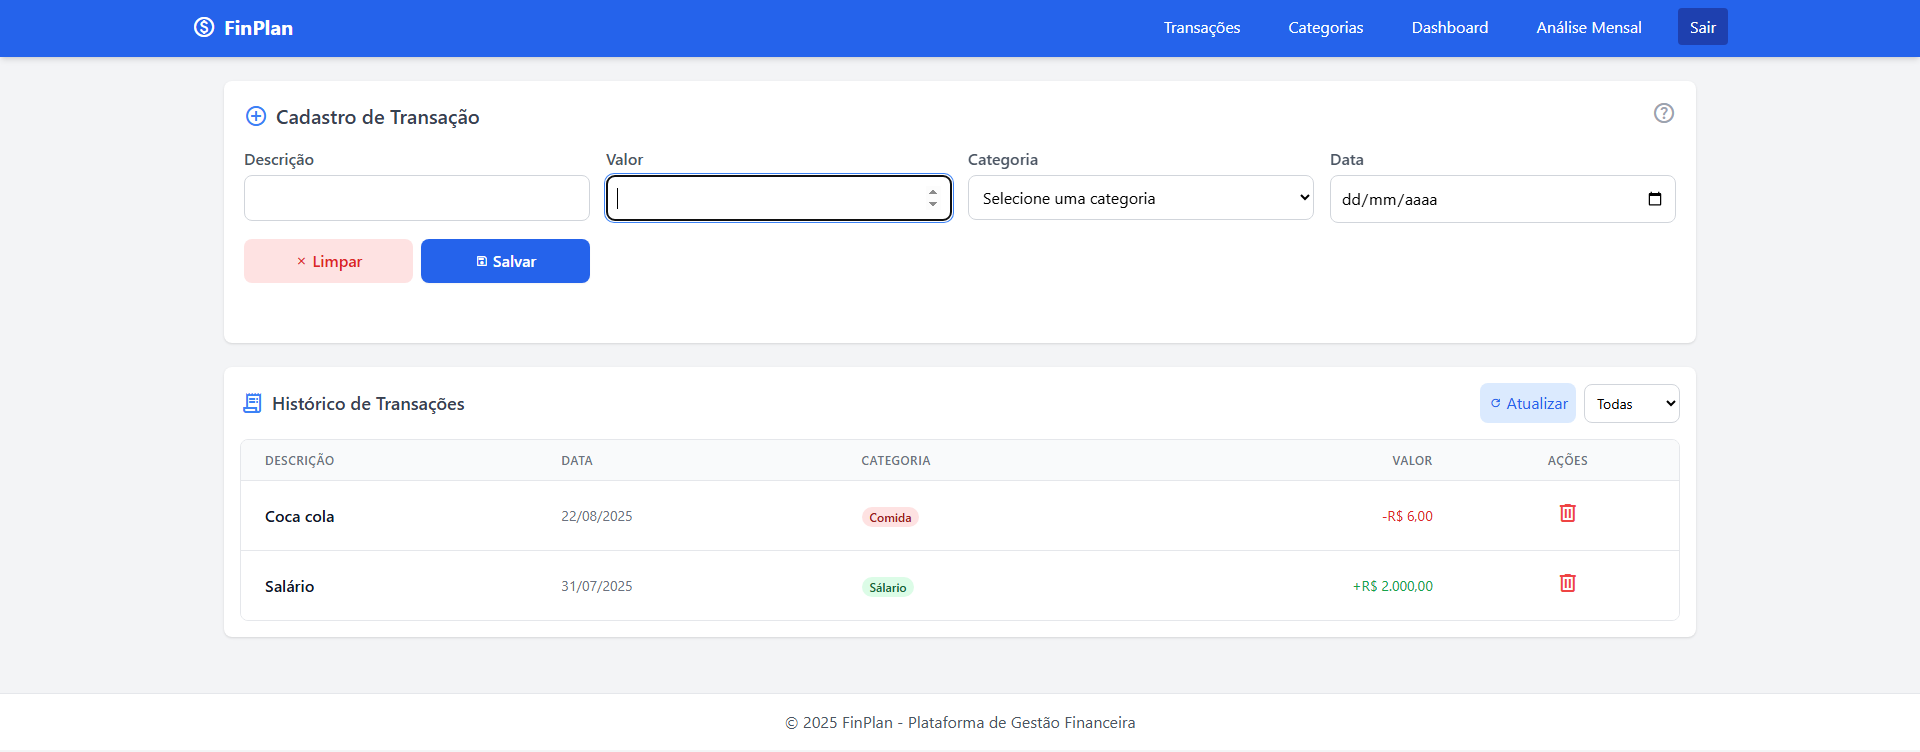 FinPlan Transações Categorias Dashboard Análise Mensal Sair
Cadastro de Transação
Descrição Valor Categoria Data
Selecione uma categoria dd/mm/aaaa
Limpar Salvar
Histórico de Transações Atualizar Todas
DESCRIÇÃO DATA CATEGORIA VALOR AÇÕES
Coca cola 22/08/2025 Comida -R$ 6,00
Salário 31/07/2025 Sálario +R$ 2.000,00
© 2025 FinPlan - Plataforma de Gestão Financeira